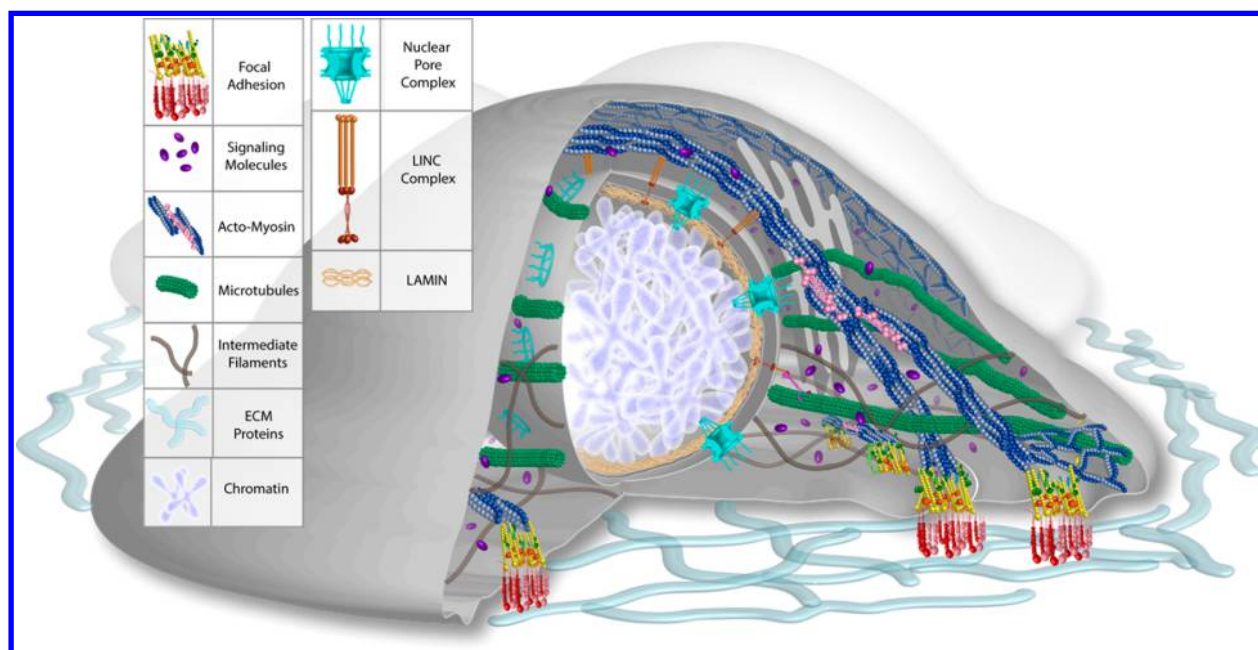 Focal
Adhesion
Signaling
Molecules
Acto-Myosin
Microtubules
Intermediate
Filaments
ECM
Proteins
Chromatin
Nuclear
Pore
Complex
LINC
Complex
LAMIN